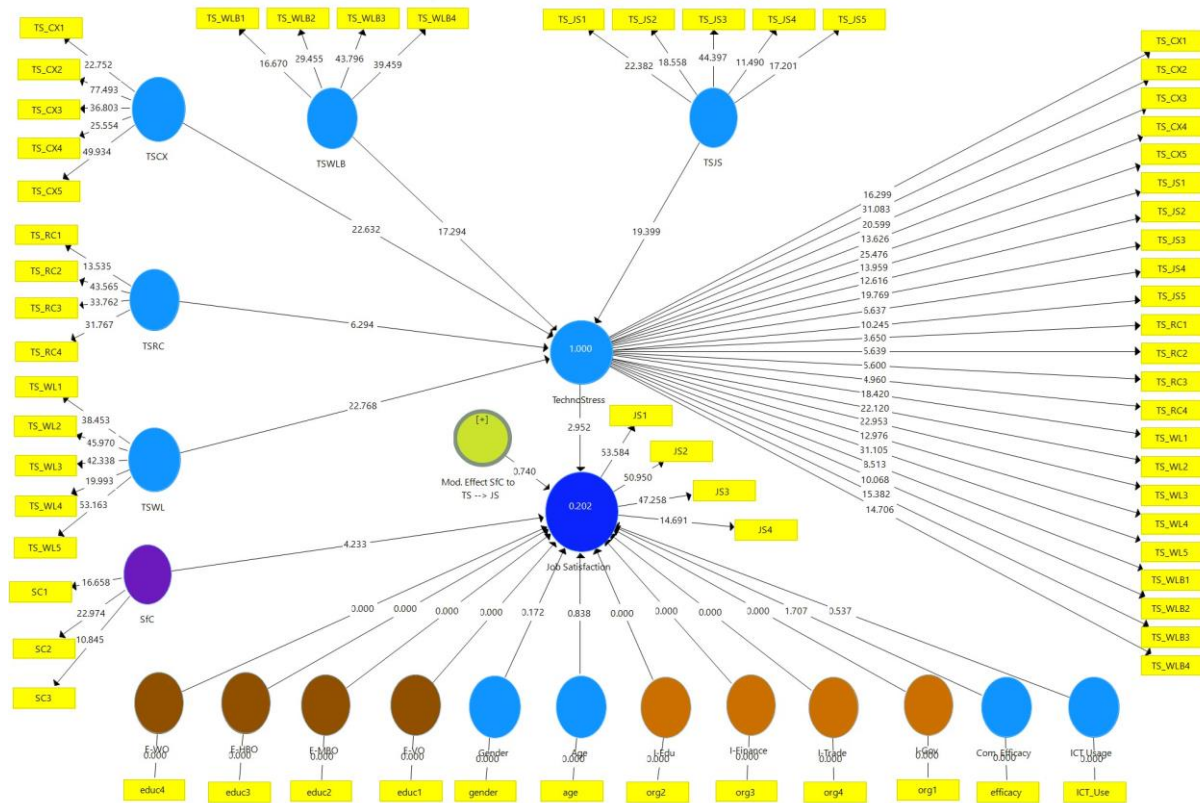 TS_CX1
TS_CX2
TS_CX3
TS_CX4
TS_CX5
22.752
77.493
36.803
25.554
49.934
TSCX
TS_WLB1
TS_WLB2
TS_WLB3
TS_WLB4
16.670
29.455
43.796
39.459
TSWLB
TS_JS1
TS_JS2
TS_JS3
TS_JS4
TS_JS5
22.382
18.558
44.397
11.490
17.201
TSJS
TS_RC1
TS_RC2
TS_RC3
TS_RC4
13.535
43.565
33.762
31.767
TSRC
TS_WL1
TS_WL2
TS_WL3
TS_WL4
TS_WL5
38.453
45.970
42.338
19.993
53.163
TSWL
SC1
SC2
SC3
16.658
22.974
10.845
SfC
22.632
17.294
19.399
6.294
22.768
4.233
1.000
TechnoStress
2.952
[+]
Mod. Effect SfC to
TS --> JS
0.740
0.202
Job Satisfaction
JS1
JS2
JS3
JS4
53.584
50.950
47.258
14.691
16.299
31.083
20.599
13.626
25.476
13.959
12.616
19.769
6.637
10.245
3.650
5.639
5.600
4.960
18.420
22.120
22.953
12.976
31.105
8.513
10.068
15.382
14.706
TS_CX1
TS_CX2
TS_CX3
TS_CX4
TS_CX5
TS_JS1
TS_JS2
TS_JS3
TS_JS4
TS_JS5
TS_RC1
TS_RC2
TS_RC3
TS_RC4
TS_WL1
TS_WL2
TS_WL3
TS_WL4
TS_WL5
TS_WLB1
TS_WLB2
TS_WLB3
TS_WLB4
0.000
0.000
0.000
0.000
0.172
0.838
0.000
0.000
0.000
0.000
1.707
0.537
E-WO
E-HBO
E-MBO
E-VO
Gender
Age
I-Edu
I-Finance
I-Trade
I-Gov
Com. Efficacy
ICT Usage
0.000
0.000
0.000
0.000
0.000
0.000
0.000
0.000
0.000
0.000
0.000
0.000
educ4
educ3
educ2
educ1
gender
age
org2
org3
org4
org1
efficacy
ICT_Use